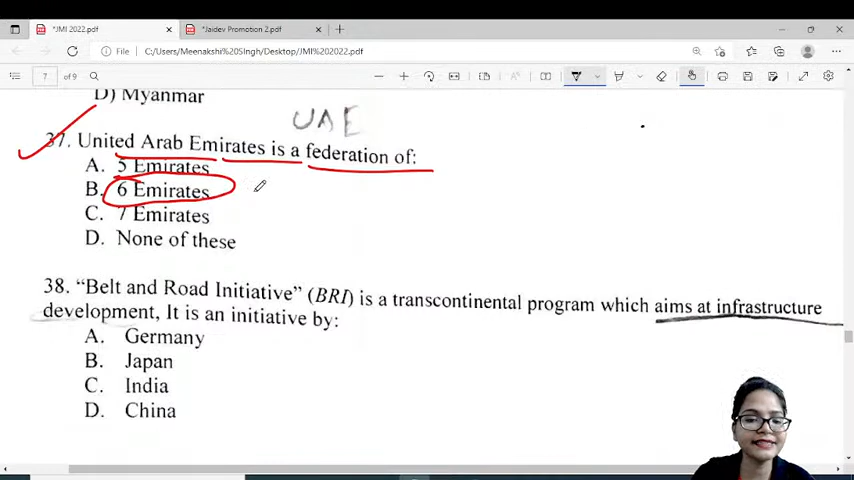 *JMI 2022.pdf
*Jaidev Promotion 2.pdf
File
C:/Users/Meenakshi%20Singh/Desktop/JMI%202022.pdf
7 of 9
D) Myanmar
UAE
37. United Arab Emirates is a federation of:
A. 5 Emirates
B. 6 Emirates
C. 7 Emirates
D. None of these
38. “Belt and Road Initiative” (BRI) is a transcontinental program which aims at infrastructure
development, It is an initiative by:
A. Germany
B. Japan
C. India
D. China